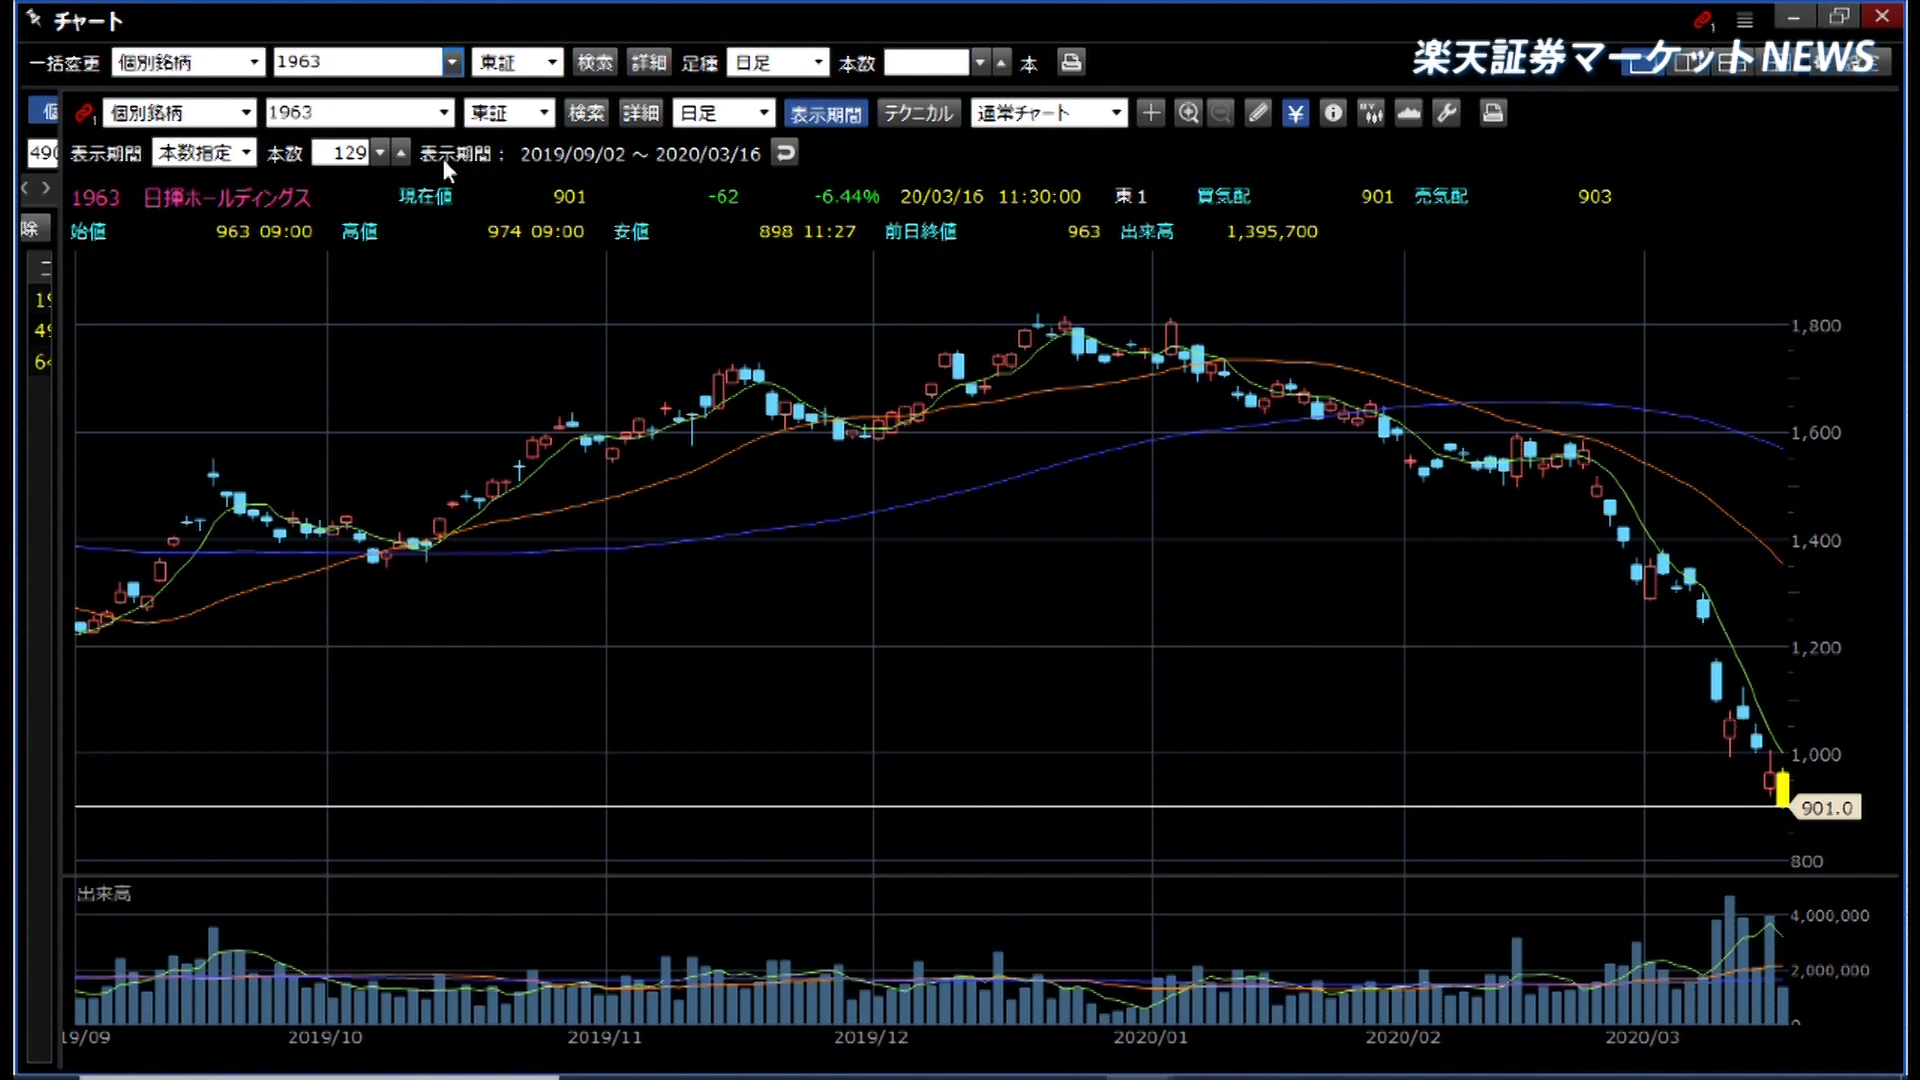 チャート
楽天証券マーケットNEWS
一括変更 個別銘柄 1963 東証 検索 詳細 足種 日足 本数 本
個別銘柄 1963 東証 検索 詳細 日足 表示期間 テクニカル 通常チャート
表示期間 本数指定 本数 129 表示期間: 2019/09/02 ~ 2020/03/16
1963 日揮ホールディングス 現在値 901 -62 -6.44% 20/03/16 11:30:00 東1 買気配 901 売気配 903
始値 963 09:00 高値 974 09:00 安値 898 11:27 前日終値 963 出来高 1,395,700
1,800
1,600
1,400
1,200
1,000
901.0
800
出来高
4,000,000
2,000,000
0
19/09 2019/10 2019/11 2019/12 2020/01 2020/02 2020/03